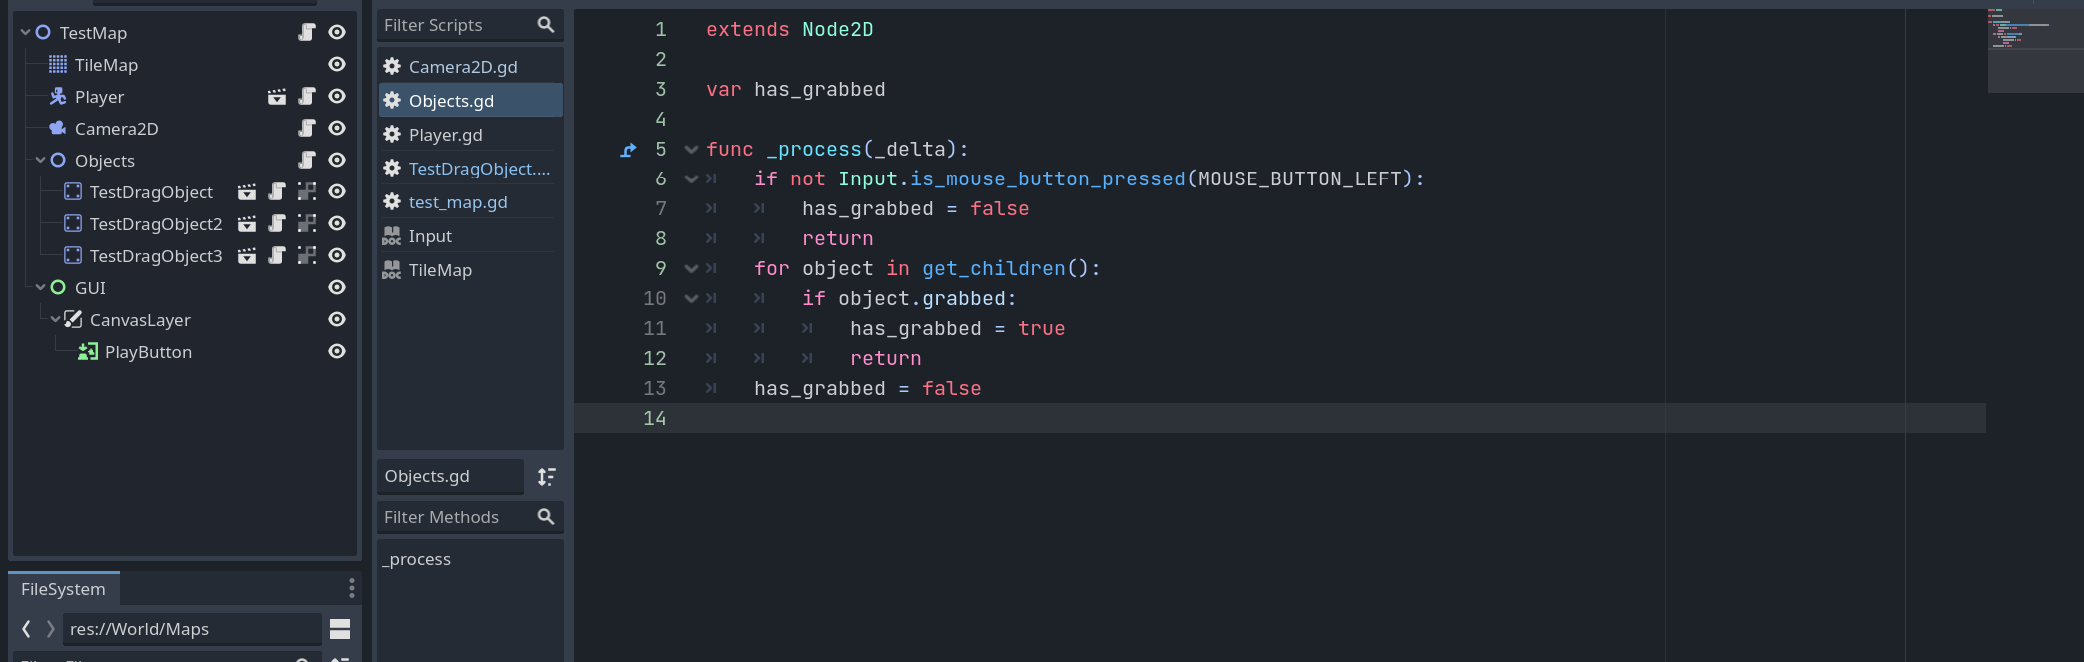 TestMap
TileMap
Player
Camera2D
Objects
TestDragObject
TestDragObject2
TestDragObject3
GUI
CanvasLayer
PlayButton
FileSystem
res://World/Maps
Filter Scripts
Camera2D.gd
Objects.gd
Player.gd
TestDragObject....
test_map.gd
DOC Input
DOC TileMap
Objects.gd
Filter Methods
_process
1 extends Node2D
2
3 var has_grabbed
4
5 func _process(_delta):
6 if not Input.is_mouse_button_pressed(MOUSE_BUTTON_LEFT):
7 has_grabbed = false
8 return
9 for object in get_children():
10 if object.grabbed:
11 has_grabbed = true
12 return
13 has_grabbed = false
14